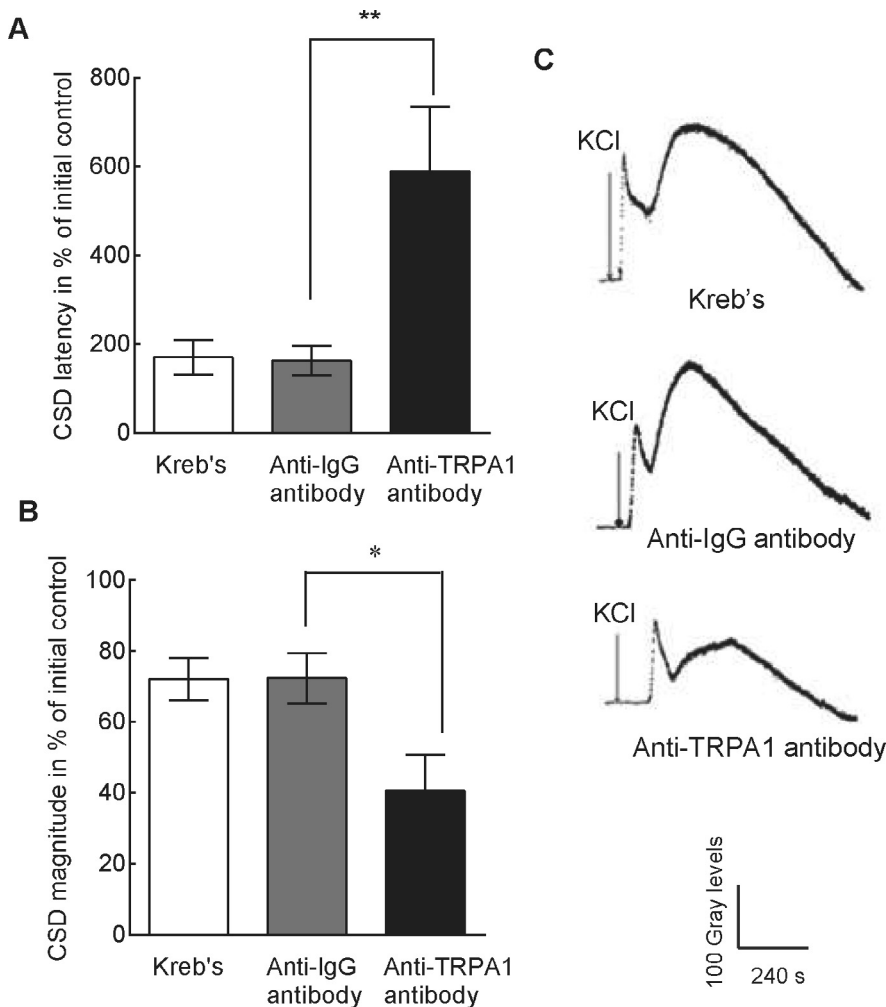 A
**
CSD latency in % of initial control
800
600
400
200
0
Kreb's
Anti-IgG
antibody
Anti-TRPA1
antibody
B
*
CSD magnitude in % of initial control
100
80
60
40
20
0
Kreb's
Anti-IgG
antibody
Anti-TRPA1
antibody
C
KCl
Kreb's
KCl
Anti-IgG antibody
KCl
Anti-TRPA1 antibody
100 Gray levels
240 s